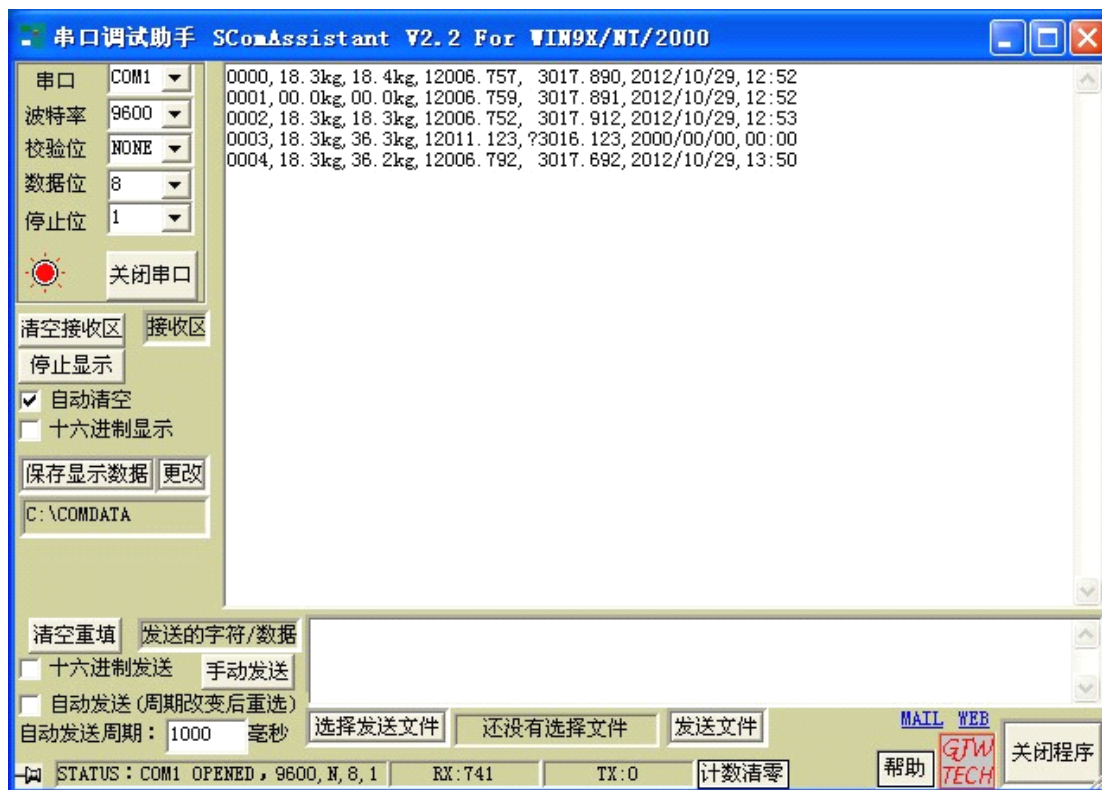 串口调试助手 SComAssistant V2.2 For WIN9X/NT/2000
串口 COM1
波特率 9600
校验位 NONE
数据位 8
停止位 1
关闭串口
清空接收区 接收区
停止显示
自动清空
十六进制显示
保存显示数据 更改
C:\COMDATA
0000, 18.3kg, 18.4kg, 12006.757, 3017.890, 2012/10/29, 12:52
0001, 00.0kg, 00.0kg, 12006.759, 3017.891, 2012/10/29, 12:52
0002, 18.3kg, 18.3kg, 12006.752, 3017.912, 2012/10/29, 12:53
0003, 18.3kg, 36.3kg, 12011.123, ?3016.123, 2000/00/00, 00:00
0004, 18.3kg, 36.2kg, 12006.792, 3017.692, 2012/10/29, 13:50
清空重填 发送的字符/数据
十六进制发送 手动发送
自动发送(周期改变后重选)
自动发送周期: 1000 毫秒 选择发送文件 还没有选择文件 发送文件
MAIL WEB
STATUS:COM1 OPENED,9600,N,8,1 RX:741 TX:0 计数清零
帮助
GJW TECH
关闭程序